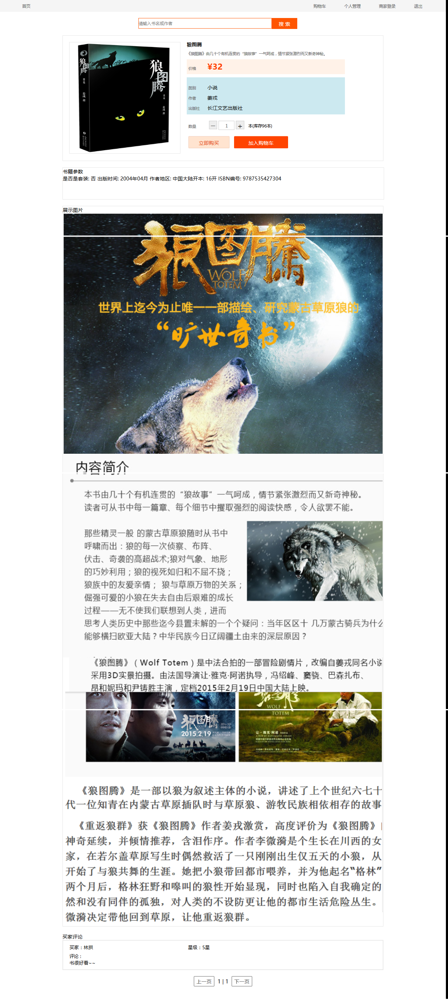 首页 购物车 个人管理 商家登录 退出
请输入书名或作者 搜 索
狼图腾
《狼图腾》由几十个有机连贯的“狼故事”一气呵成，情节紧张激烈而又新奇神秘。
价格 ¥32
类别 小说
作者 姜戎
出版社 长江文艺出版社
数量 — 1 + 本(库存96本)
立即购买 加入购物车
狼图腾
修订版
姜戎 著
狼图腾
修订版
姜戎 著
书籍参数
是否是套装: 否 出版时间: 2004年04月 作者地区: 中国大陆开本: 16开 ISBN编号: 9787535427304
展示图片
狼图腾
WOLF
TOTEM
世界上迄今为止唯一一部描绘、研究蒙古草原狼的
“旷世奇书”
内容简介
本书由几十个有机连贯的“狼故事”一气呵成，情节紧张激烈而又新奇神秘。
读者可从书中每一篇章、每个细节中攫取强烈的阅读快感，令人欲罢不能。
那些精灵一般 的蒙古草原狼随时从书中
呼啸而出：狼的每一次侦察、布阵、
伏击、奇袭的高超战术;狼对气象、地形
的巧妙利用；狼的视死如归和不屈不挠；
狼族中的友爱亲情； 狼与草原万物的关系；
倔强可爱的小狼在失去自由后艰难的成长
过程——无不使我们联想到人类，进而
思考人类历史中那些迄今县置未解的一个个疑问：当年区区十 几万蒙古骑兵为什么
能够横扫欧亚大陆？中华民族今日辽阔疆土由来的深层原因？
《狼图腾》（Wolf Totem）是中法合拍的一部冒险剧情片，改编自姜戎同名小说
采用3D实景拍摄。由法国导演让·雅克·阿诺执导，冯绍峰、窦骁、巴森扎布、
昂和妮玛和尹铸胜主演，定档2015年2月19日中国大陆上映。
狼图腾
2015.2.19
WOLF
TOTEM
让-雅克·阿诺
《狼图腾》是一部以狼为叙述主体的小说，讲述了上个世纪六七十
代一位知青在内蒙古草原插队时与草原狼、游牧民族相依相存的故事
《重返狼群》获《狼图腾》作者姜戎激赏，高度评价为《狼图腾》
神奇延续，并倾情推荐，含泪作序。作者李微漪是个生长在川西的女
家，在若尔盖草原写生时偶然救活了一只刚刚出生仅五天的小狼，从
开始了与狼共舞的生涯。她把小狼带回都市喂养，并为他起名“格林”
两个月后，格林狂野和嗥叫的狼性开始显现，同时也陷入自我确定的
然和没有同伴的孤独，对人类的不设防更让他的都市生活危险丛生。
微漪决定带他回到草原，让他重返狼群。
买家评论
买家：林拱 星级：5星
评论：
书很好看~~
上一页 1 | 1 下一页